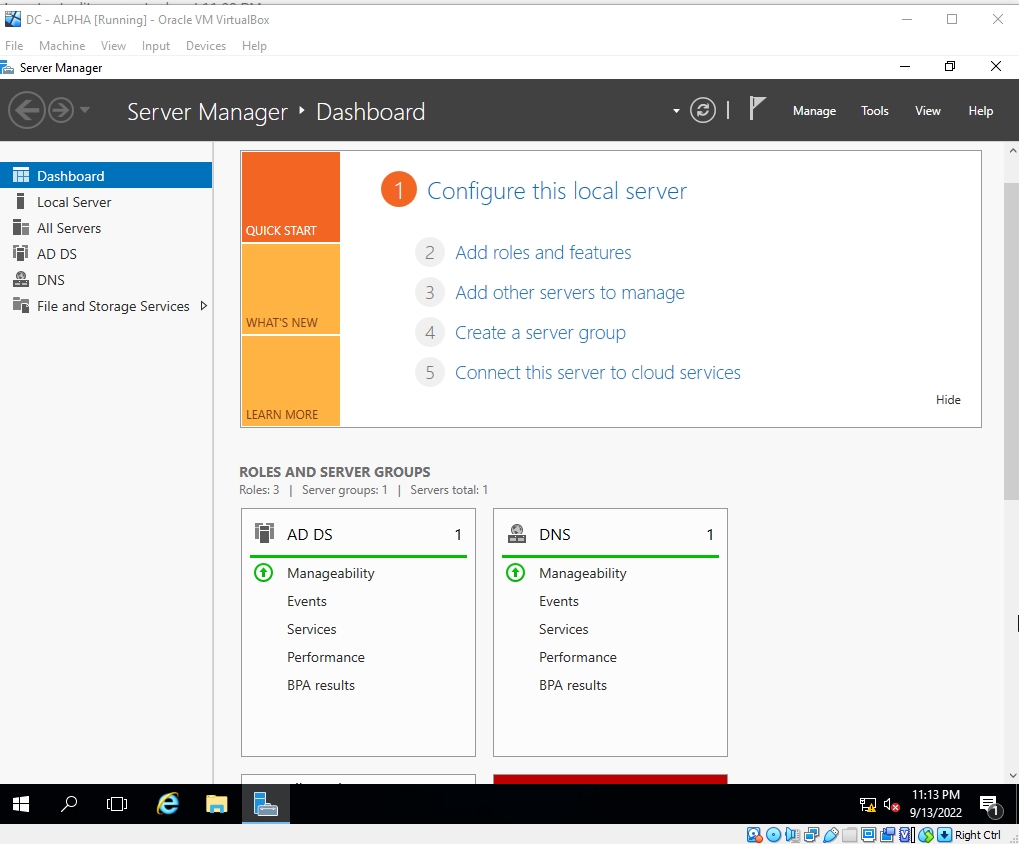 DC - ALPHA [Running] - Oracle VM VirtualBox
File Machine View Input Devices Help
Server Manager
Server Manager Dashboard
Manage Tools View Help
Dashboard
Local Server
All Servers
AD DS
DNS
File and Storage Services
QUICK START
WHAT'S NEW
LEARN MORE
1 Configure this local server
2 Add roles and features
3 Add other servers to manage
4 Create a server group
5 Connect this server to cloud services
Hide
ROLES AND SERVER GROUPS
Roles: 3 | Server groups: 1 | Servers total: 1
AD DS 1
Manageability
Events
Services
Performance
BPA results
DNS 1
Manageability
Events
Services
Performance
BPA results
11:13 PM
9/13/2022
1
Right Ctrl